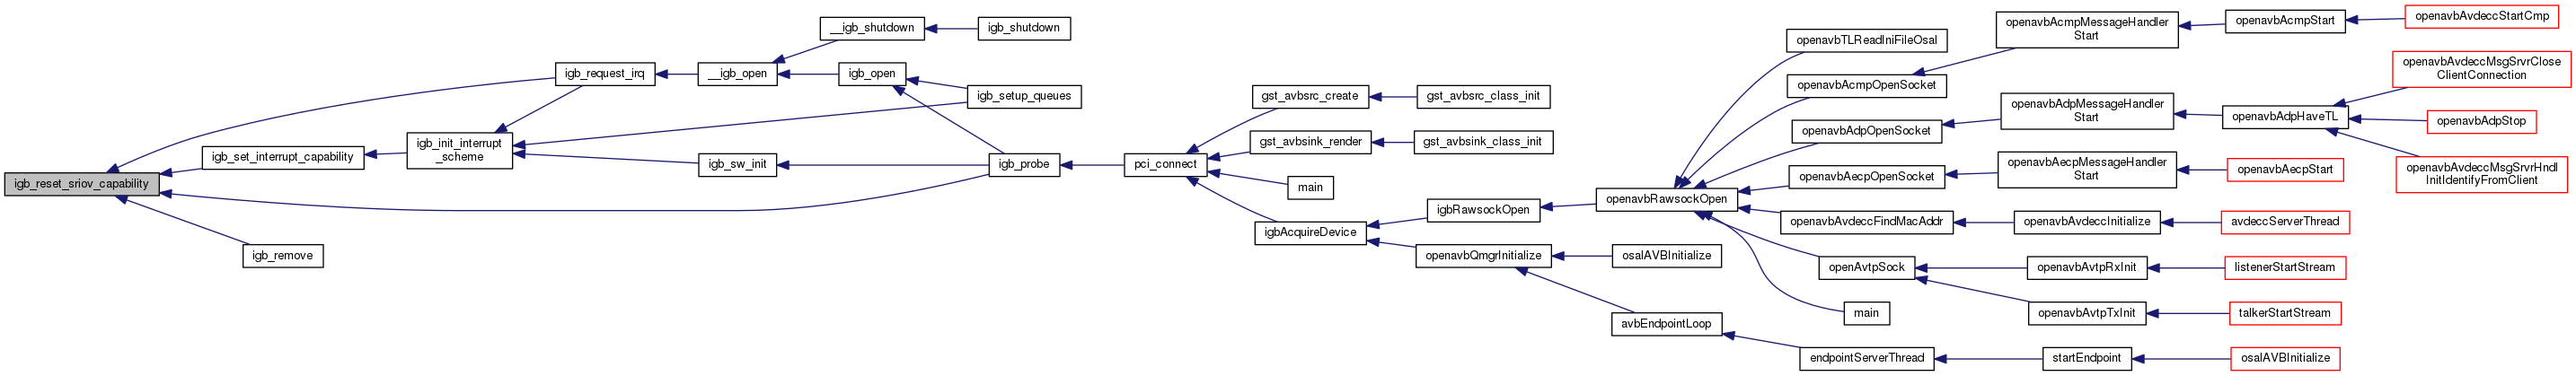 igb_reset_sriov_capability
igb_set_interrupt_capability
igb_remove
igb_init_interrupt
_scheme
igb_request_irq
__igb_open
igb_sw_init
__igb_shutdown
igb_open
igb_shutdown
igb_setup_queues
igb_probe
pci_connect
gst_avbsrc_create
gst_avbsink_render
main
igbAcquireDevice
gst_avbsrc_class_init
gst_avbsink_class_init
igbRawsockOpen
openavbQmgrInitialize
osalAVBInitialize
avbEndpointLoop
openavbRawsockOpen
openavbTLReadIniFileOsal
openavbAcmpOpenSocket
openavbAdpOpenSocket
openavbAecpOpenSocket
openavbAvdeccFindMacAddr
openAvtpSock
main
endpointServerThread
openavbAcmpMessageHandler
Start
openavbAdpMessageHandler
Start
openavbAecpMessageHandler
Start
openavbAvdeccInitialize
openavbAvtpRxInit
openavbAvtpTxInit
startEndpoint
openavbAcmpStart
openavbAdpHaveTL
openavbAecpStart
avdeccServerThread
listenerStartStream
talkerStartStream
osalAVBInitialize
openavbAvdeccStartCmp
openavbAvdeccMsgSrvrClose
ClientConnection
openavbAdpStop
openavbAvdeccMsgSrvrHndl
InitIdentifyFromClient